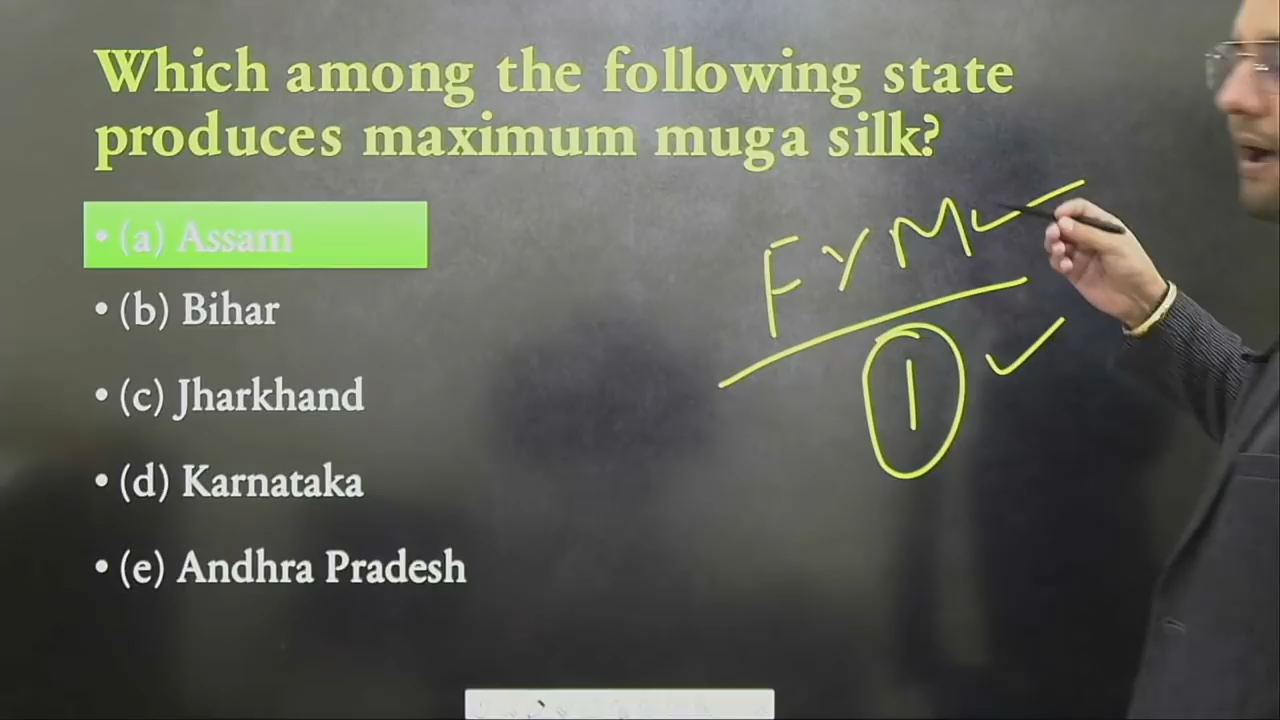 Which among the following state
produces maximum muga silk?
• (a) Assam
• (b) Bihar
• (c) Jharkhand
• (d) Karnataka
• (e) Andhra Pradesh
FYM
1